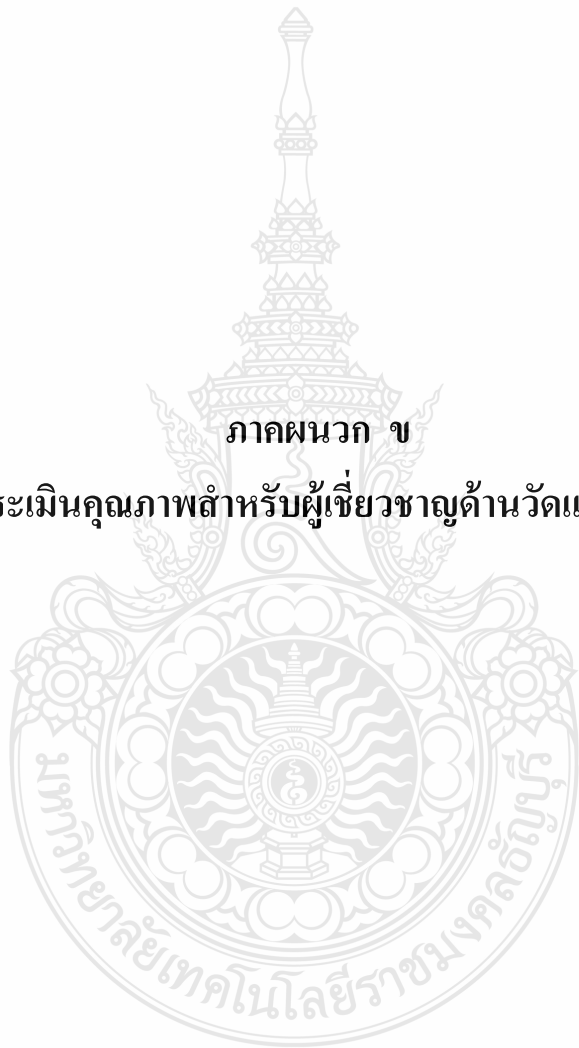 ภาคผนวก ข
ระเมินคุณภาพสำหรับผู้เชี่ยวชาญด้านวัดแ
มหาวิทยาลัยเทคโนโลยีราชมงคลธัญบุรี